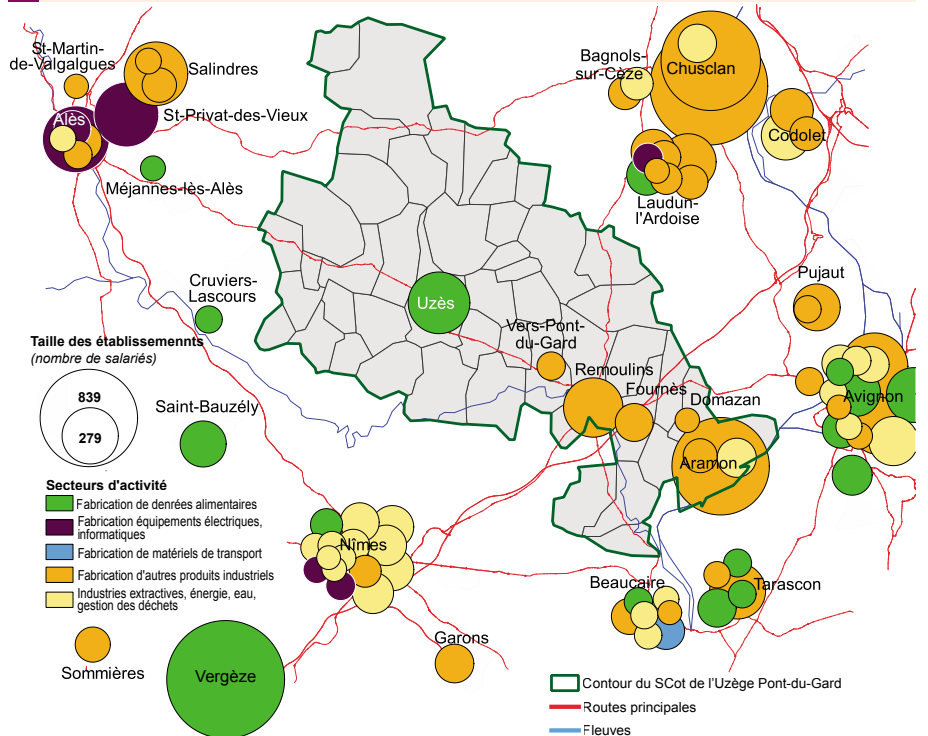 St-Martin-
de-Valgalgues
Salindres
Alès
St-Privat-des-Vieux
Méjannes-lès-Alès
Bagnols-
sur-Cèze
Chusclan
Codolet
Laudun-
l'Ardoise
Pujaut
Cruviers-
Lascours
Uzès
Vers-Pont-
du-Gard
Remoulins
Fournès
Domazan
Avignon
Aramon
Taille des établissemennts
(nombre de salariés)
839
279
Saint-Bauzély
Secteurs d'activité
Fabrication de denrées alimentaires
Fabrication équipements électriques,
informatiques
Fabrication de matériels de transport
Fabrication d'autres produits industriels
Industries extractives, énergie, eau,
gestion des déchets
Nîmes
Beaucaire
Tarascon
Sommières
Vergèze
Garons
Contour du SCot de l'Uzège Pont-du-Gard
Routes principales
Fleuves